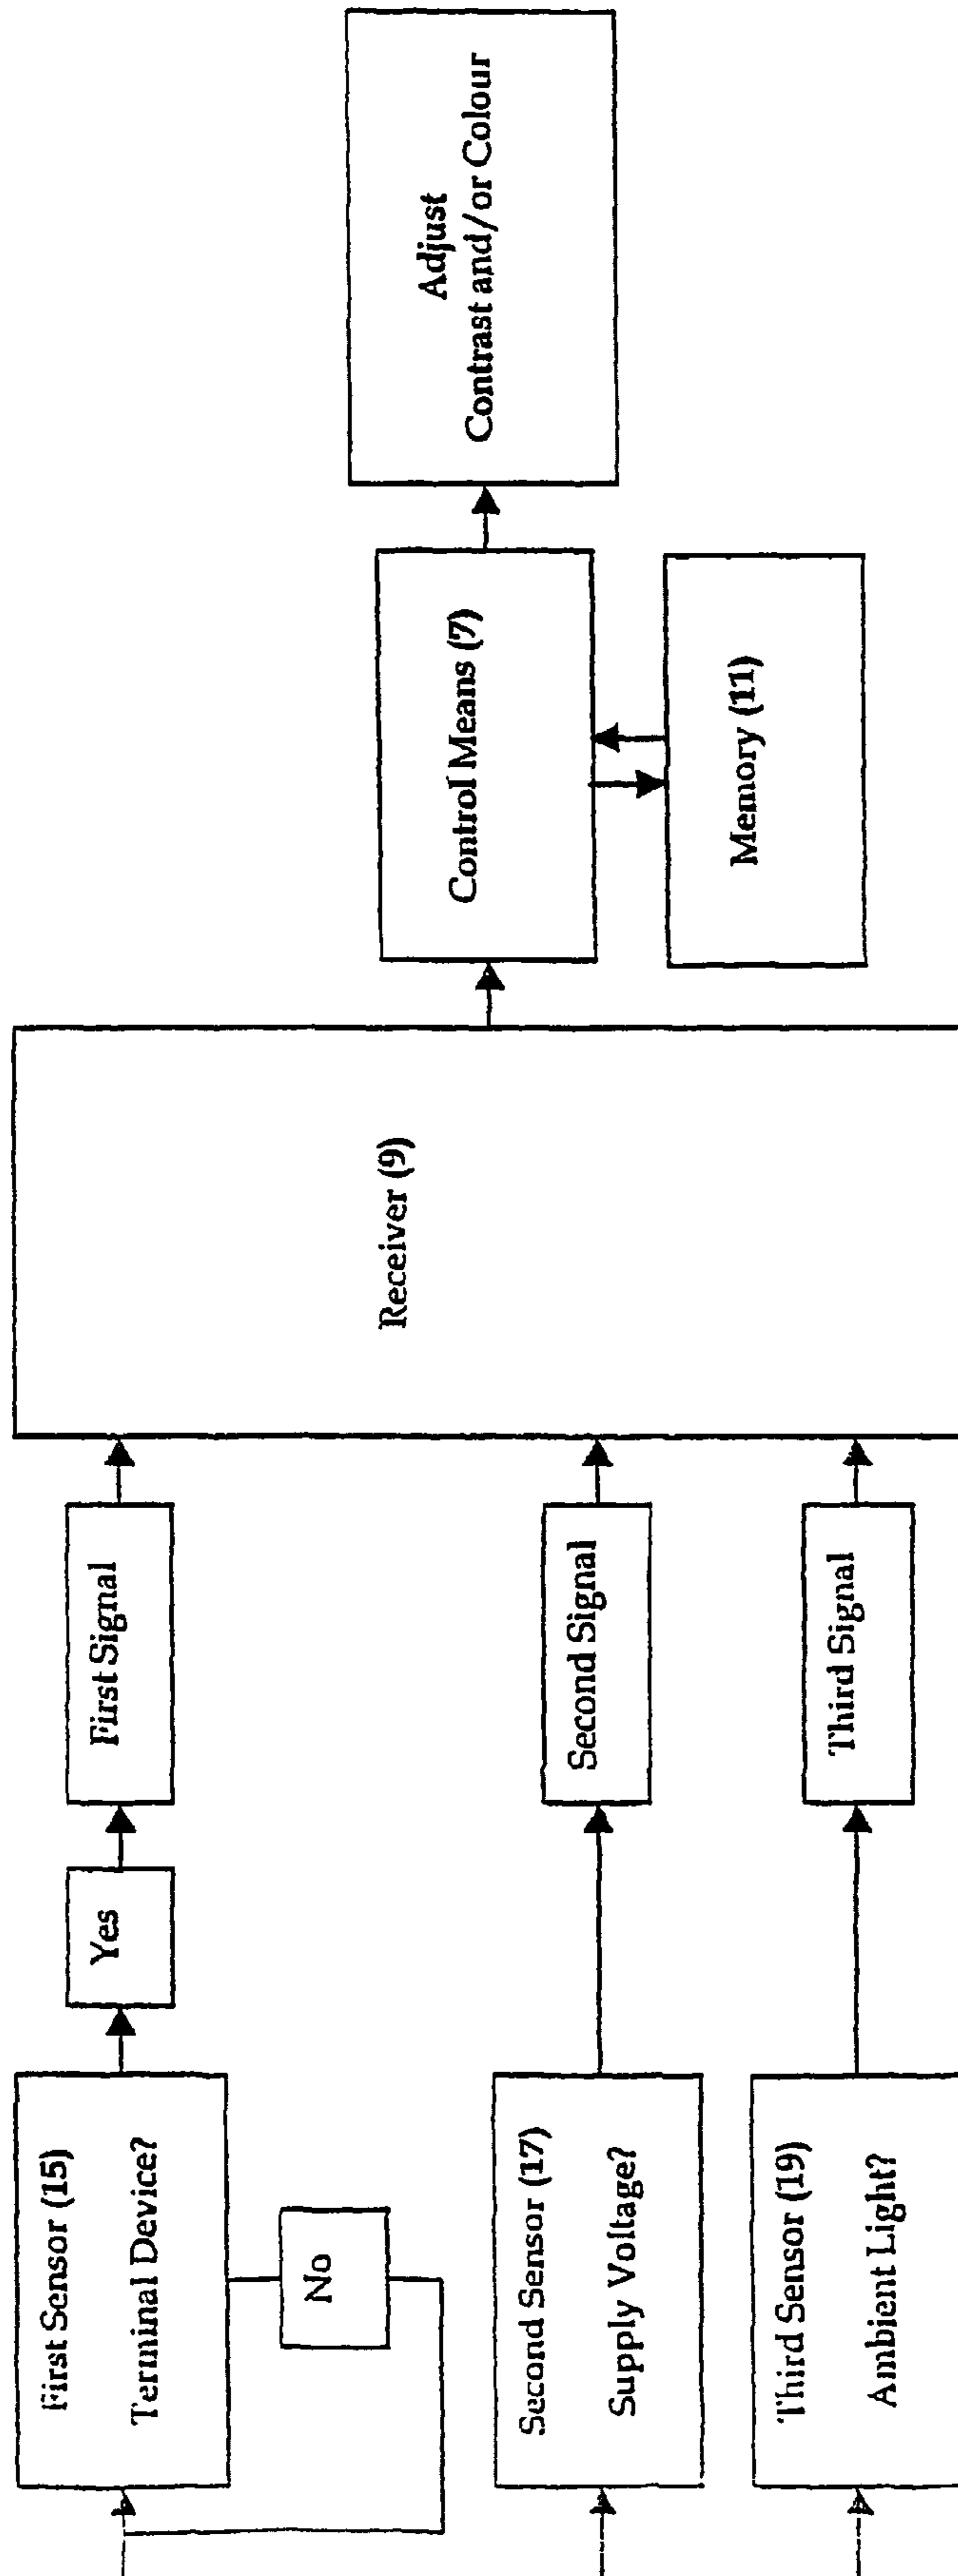 First Sensor (15)
Terminal Device?
No
Yes
First Signal
Second Sensor (17)
Supply Voltage?
Second Signal
Third Sensor (19)
Ambient Light?
Third Signal
Receiver (9)
Control Means (7)
Memory (11)
Adjust
Contrast and/or Colour